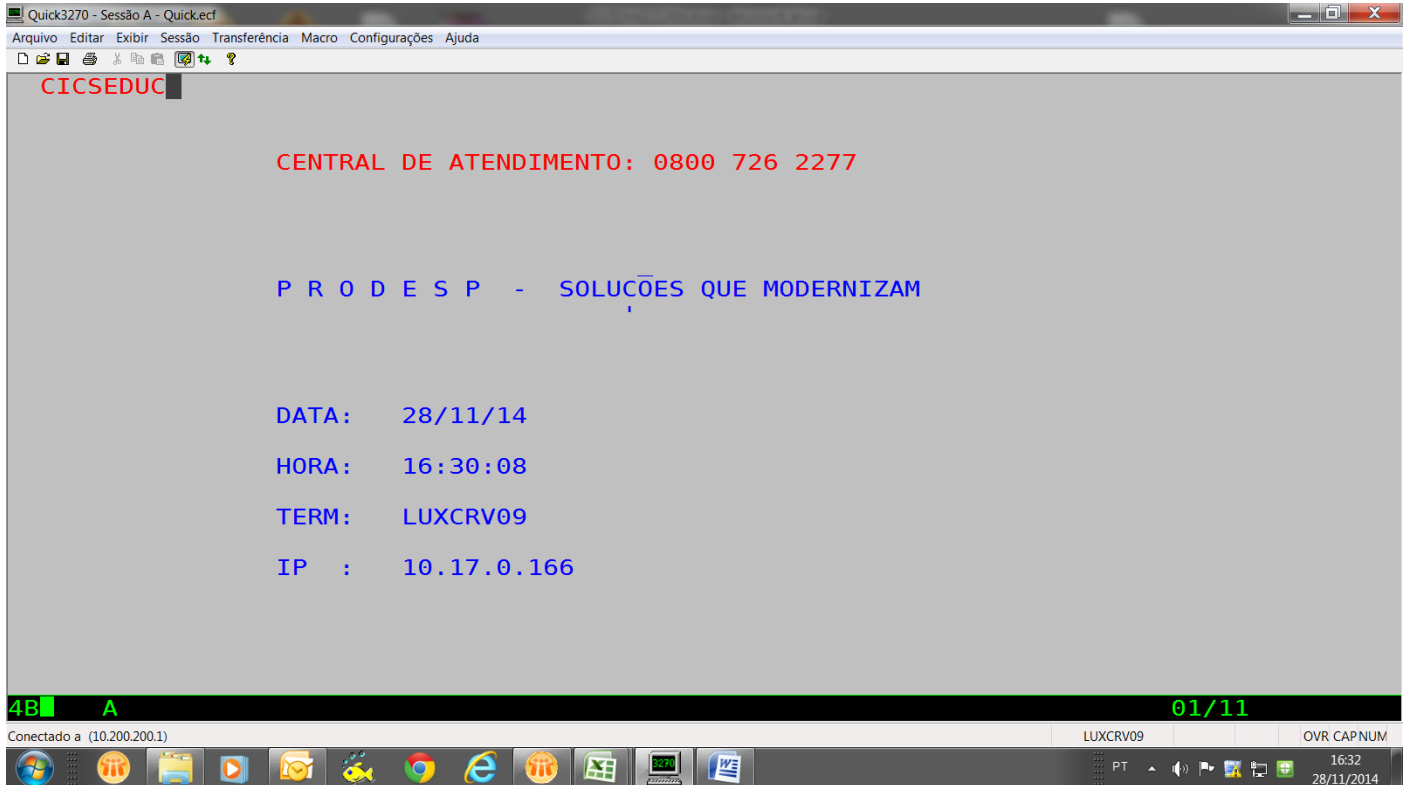 Quick3270 - Sessão A - Quick.ecf
Arquivo Editar Exibir Sessão Transferência Macro Configurações Ajuda
CICSEDUC
CENTRAL DE ATENDIMENTO: 0800 726 2277
P R O D E S P - SOLUÇÕES QUE MODERNIZAM
DATA: 28/11/14
HORA: 16:30:08
TERM: LUXCRV09
IP : 10.17.0.166
4B A 01/11
Conectado a (10.200.200.1) LUXCRV09 OVR CAP NUM
3270 PT 16:32
28/11/2014